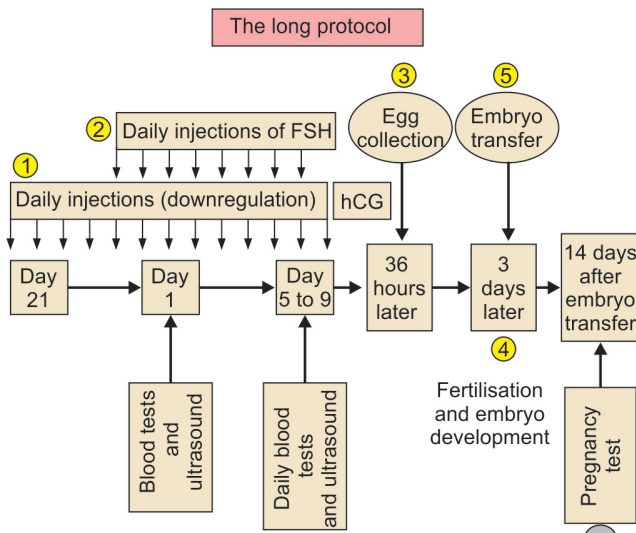 The long protocol
3
5
2
Daily injections of FSH
Egg
collection
Embryo
transfer
1
Daily injections (downregulation)
hCG
Day
21
Day
1
Day
5 to 9
36
hours
later
3
days
later
14 days
after
embryo
transfer
4
Fertilisation
and embryo
development
Blood tests
and
ultrasound
Daily blood
tests
and ultrasound
Pregnancy
test